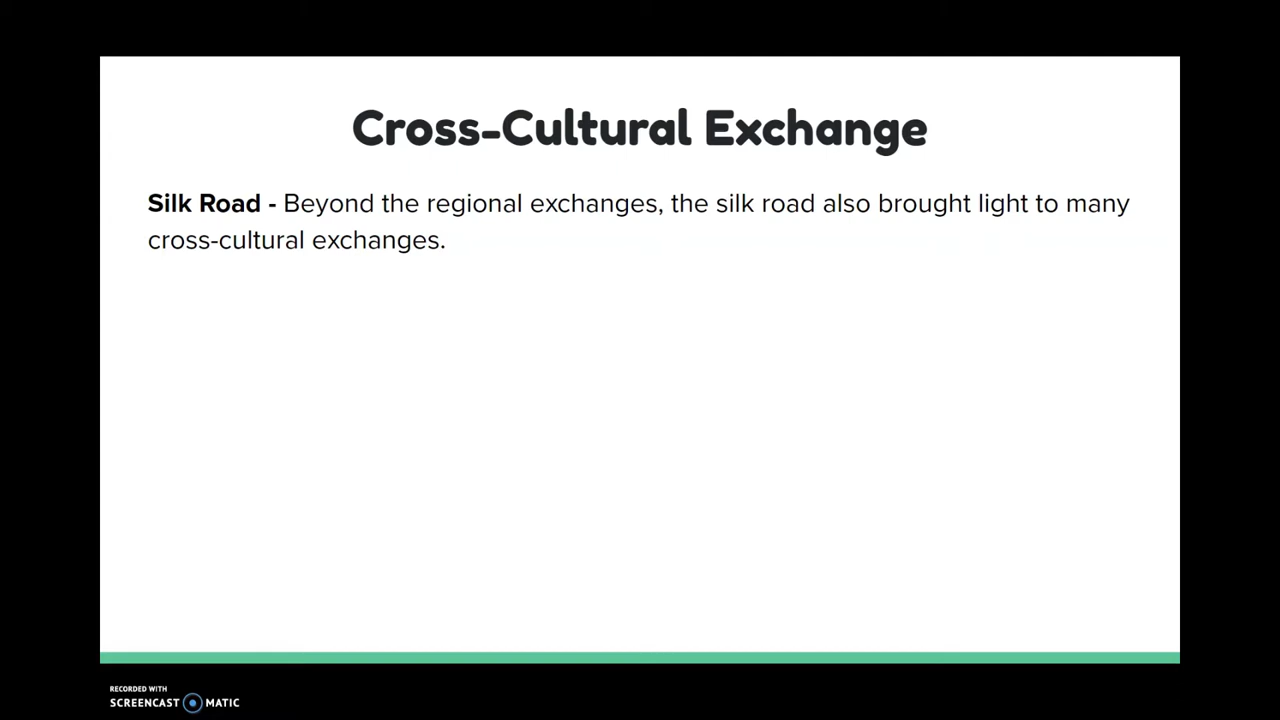 Cross-Cultural Exchange
Silk Road - Beyond the regional exchanges, the silk road also brought light to many
cross-cultural exchanges.
RECORDED WITH
SCREENCAST MATIC